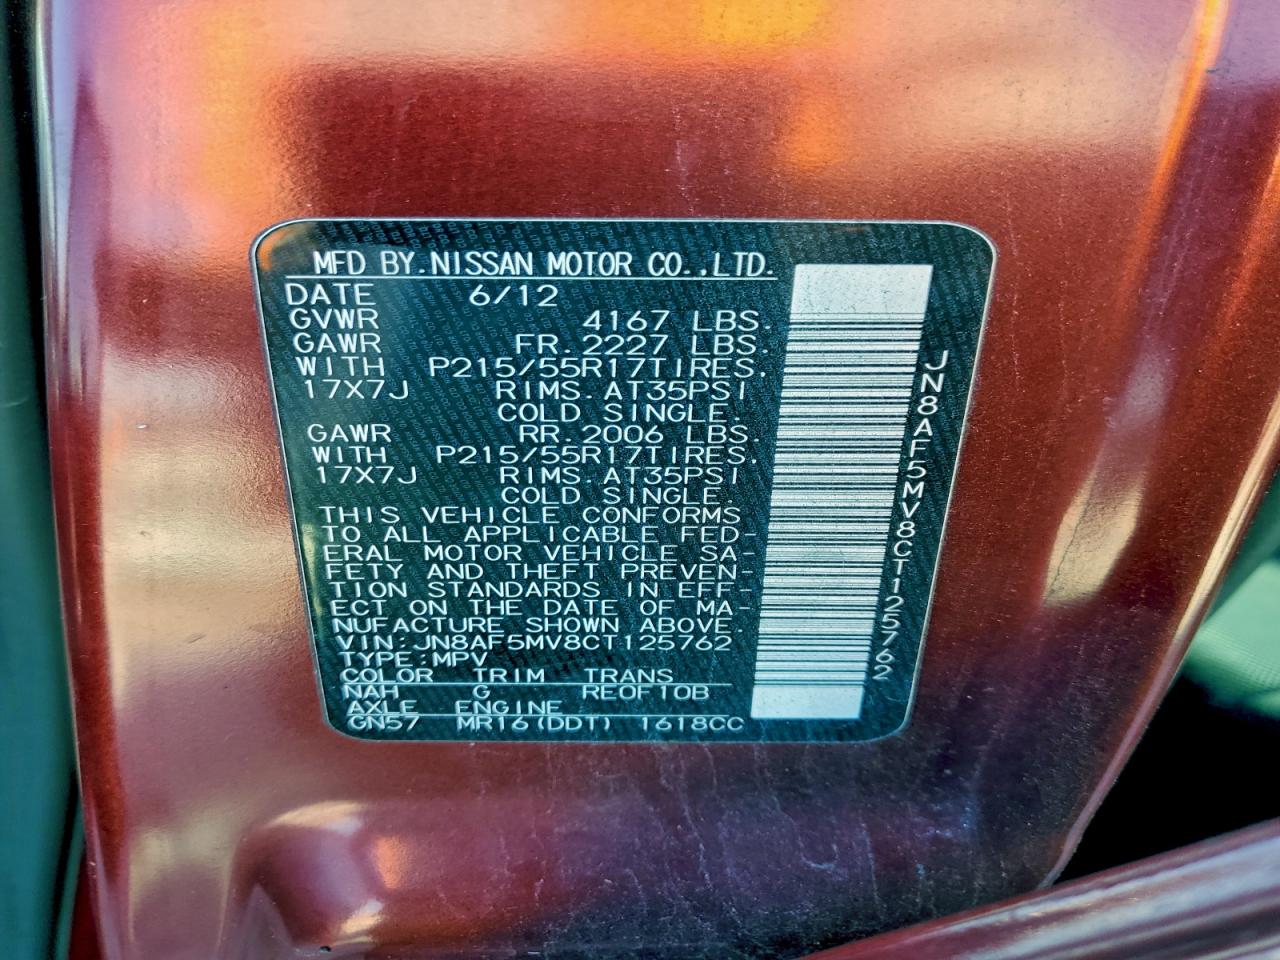 MFD BY.NISSAN MOTOR CO.,LTD.
DATE 6/12
GVWR 4167 LBS.
GAWR FR.2227 LBS.
WITH P215/55R17TIRES.
17X7J RIMS.AT35PSI
COLD SINGLE.
GAWR RR.2006 LBS.
WITH P215/55R17TIRES.
17X7J RIMS.AT35PSI
COLD SINGLE.
THIS VEHICLE CONFORMS
TO ALL APPLICABLE FED-
ERAL MOTOR VEHICLE SA-
FETY AND THEFT PREVEN-
TION STANDARDS IN EFF-
ECT ON THE DATE OF MA-
NUFACTURE SHOWN ABOVE.
VIN:JN8AF5MV8CT125762
TYPE:MPV
COLOR TRIM TRANS
NAH G RE0F10B
AXLE ENGINE
GN57 MR16(DDT) 1618CC
JN8AF5MV8CT125762